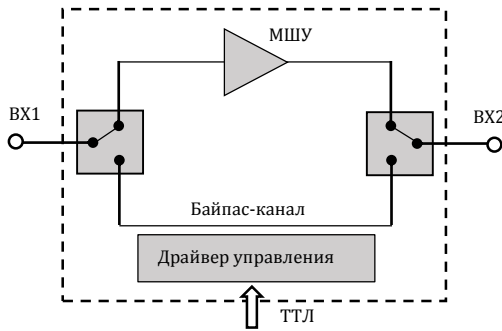 МШУ
ВХ1
ВХ2
Байпас-канал
Драйвер управления
ТТЛ